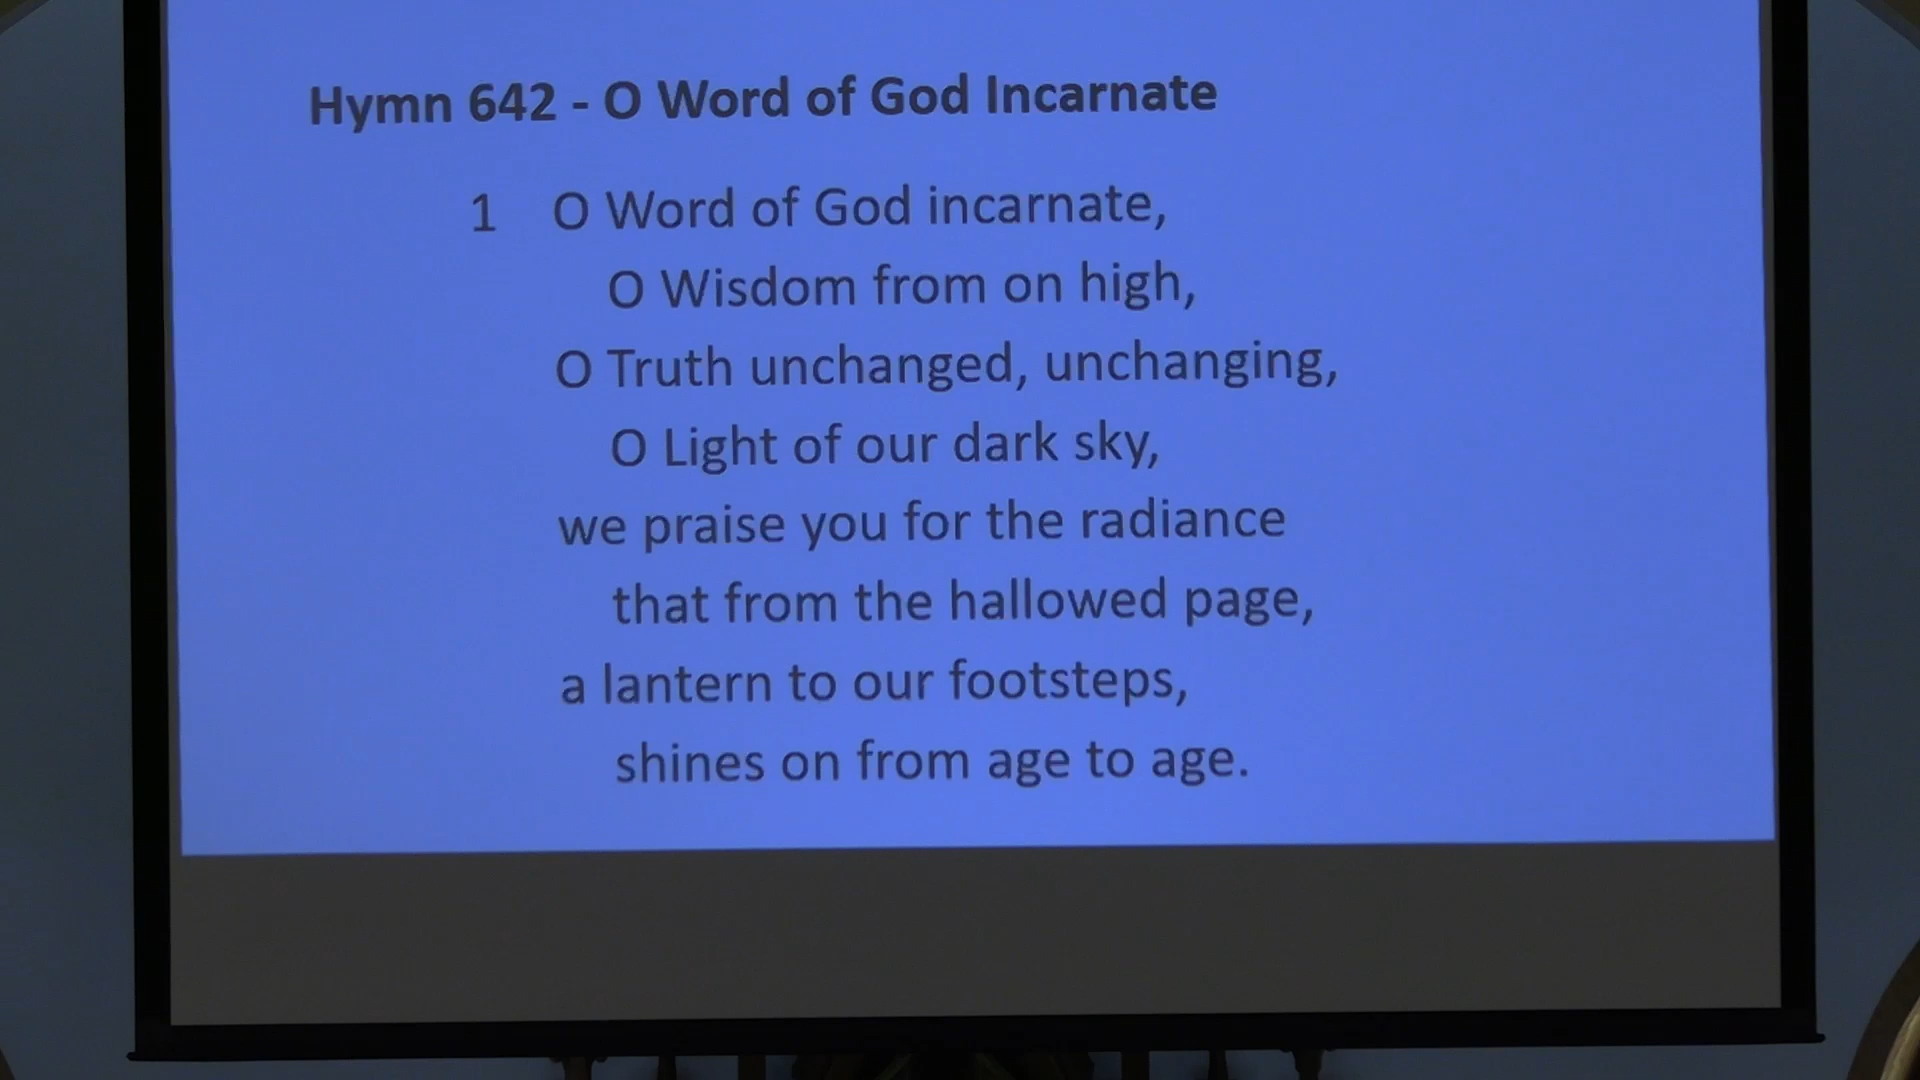 Hymn 642 - O Word of God Incarnate
1 O Word of God incarnate,
O Wisdom from on high,
O Truth unchanged, unchanging,
O Light of our dark sky,
we praise you for the radiance
that from the hallowed page,
a lantern to our footsteps,
shines on from age to age.